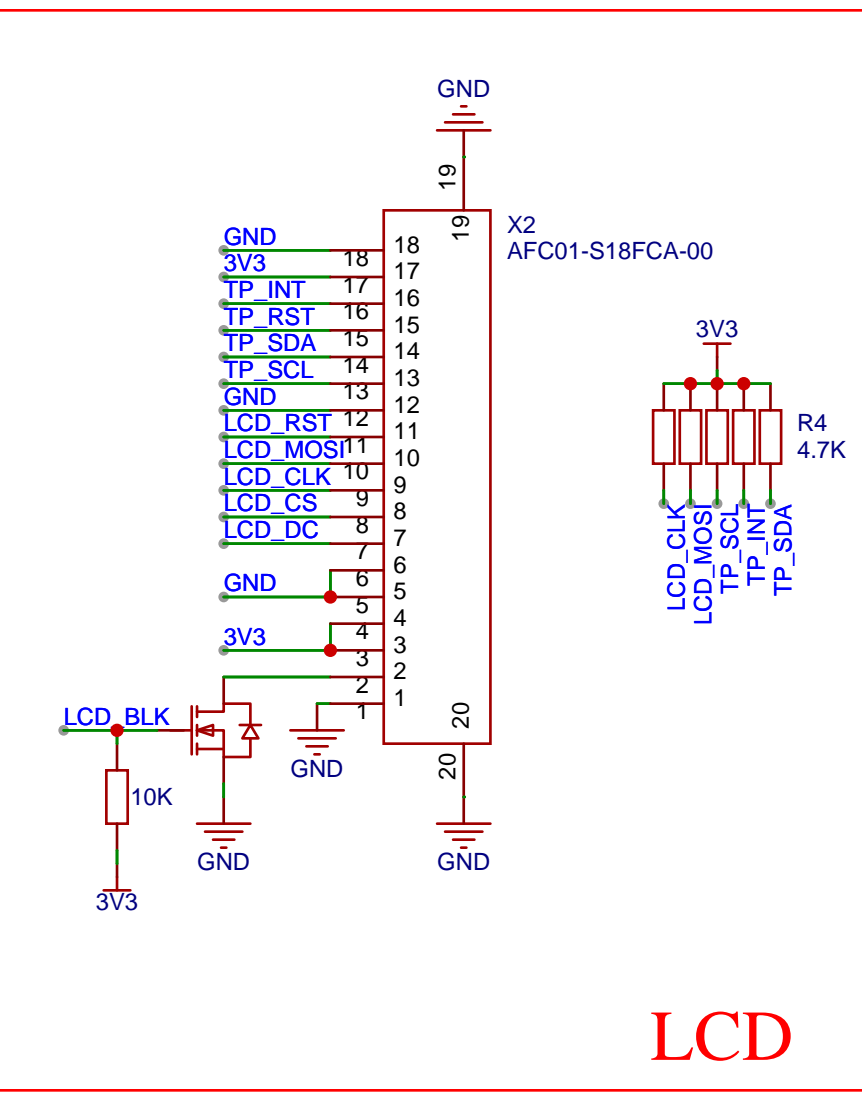 GND
19
19
X2
AFC01-S18FCA-00
GND
18
18
3V3
17
17
TP_INT
16
16
TP_RST
15
15
TP_SDA
14
14
TP_SCL
13
13
GND
12
12
LCD_RST
11
11
LCD_MOSI
10
10
LCD_CLK
9
9
LCD_CS
8
8
LCD_DC
7
7
6
6
GND
5
5
4
4
3V3
3
3
2
2
1
1
LCD_BLK
GND
20
20
10K
GND
GND
3V3
3V3
R4
4.7K
LCD_CLK
LCD_MOSI
TP_SCL
TP_INT
TP_SDA
LCD